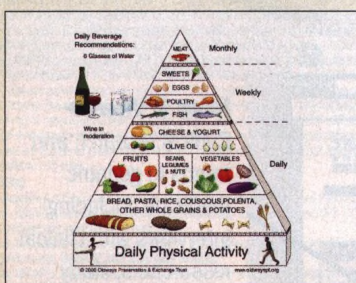 Daily Beverage
Recommendations:
6 Glasses of Water
Wine in
moderation
MEAT
Monthly
SWEETS
EGGS
Weekly
POULTRY
FISH
CHEESE & YOGURT
OLIVE OIL
Daily
FRUITS
BEANS,
LEGUMES
& NUTS
VEGETABLES
BREAD, PASTA, RICE, COUSCOUS, POLENTA,
OTHER WHOLE GRAINS & POTATOES
Daily Physical Activity
© 2000 Oldways Preservation & Exchange Trust
www.oldwayspt.org